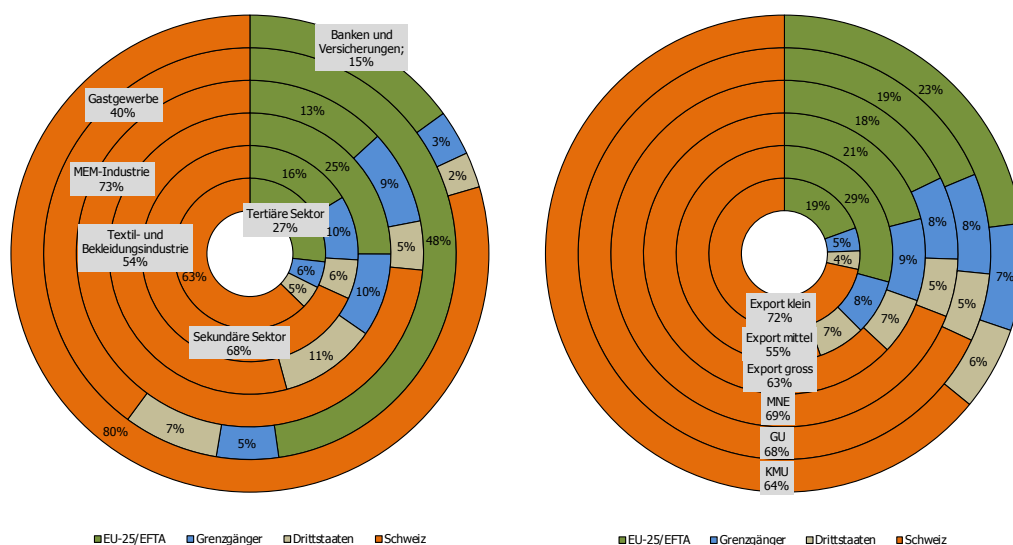 Banken und
Versicherungen;
15%
Gastgewerbe
40%
13%
3%
MEM-Industrie
73%
25%
9%
2%
16%
Textil- und
Bekleidungsindustrie
54%
Tertiäre Sektor
27%
10%
5%
48%
63%
6%
6%
5%
10%
Sekundäre Sektor
68%
11%
7%
5%
80%
EU-25/EFTA
Grenzgänger
Drittstaaten
Schweiz
23%
19%
18%
21%
29%
19%
8%
8%
5%
9%
7%
4%
5%
5%
8%
7%
7%
6%
Export klein
72%
Export mittel
55%
Export gross
63%
MNE
69%
GU
68%
KMU
64%
EU-25/EFTA
Grenzgänger
Drittstaaten
Schweiz